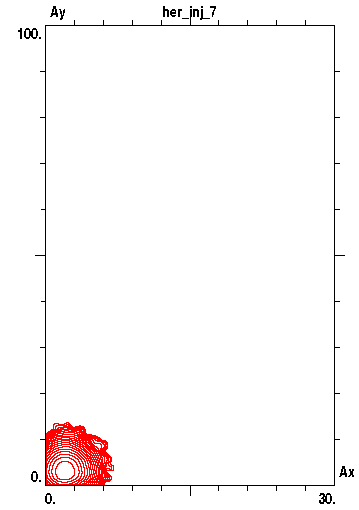 Ay her_inj_7
100.
0.
Ax
0. 30.